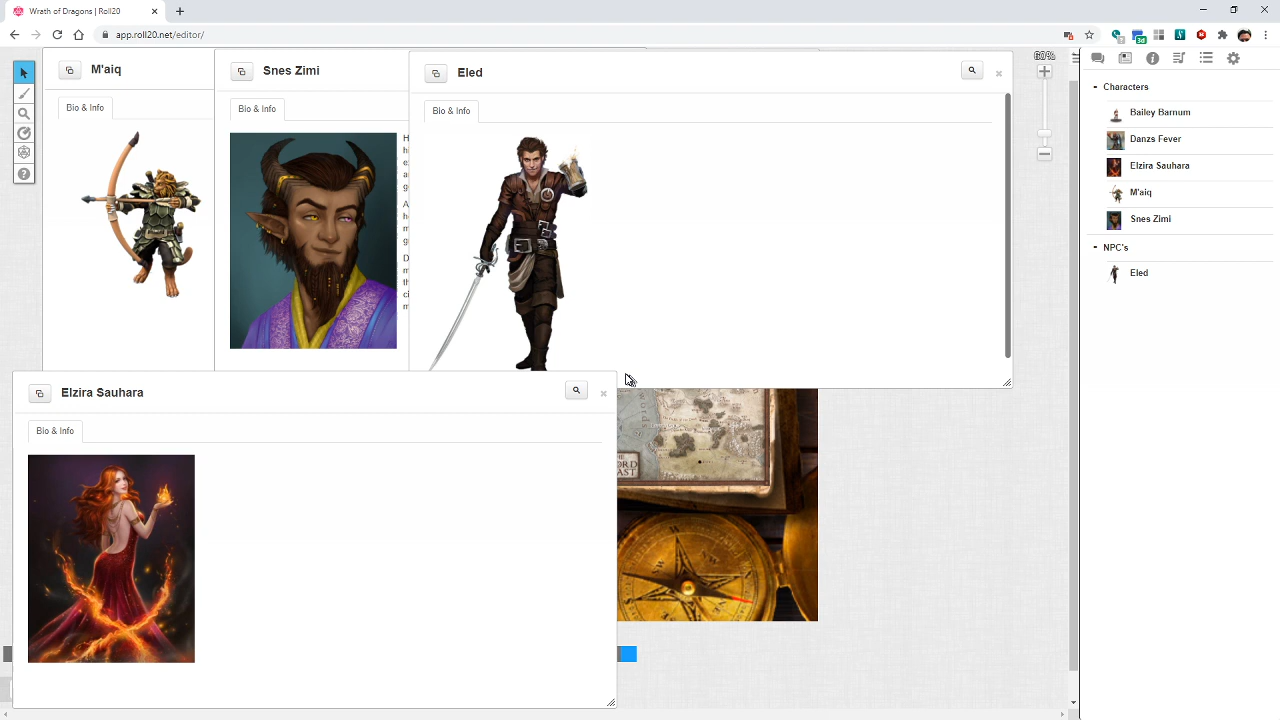 Wrath of Dragons | Roll20
app.roll20.net/editor/
M'aiq
Bio & Info
Snes Zimi
Bio & Info
Eled
Bio & Info
60%
Characters
Bailey Barnum
Danzs Fever
Elzira Sauhara
M'aiq
Snes Zimi
NPC's
Eled
Elzira Sauhara
Bio & Info
THE